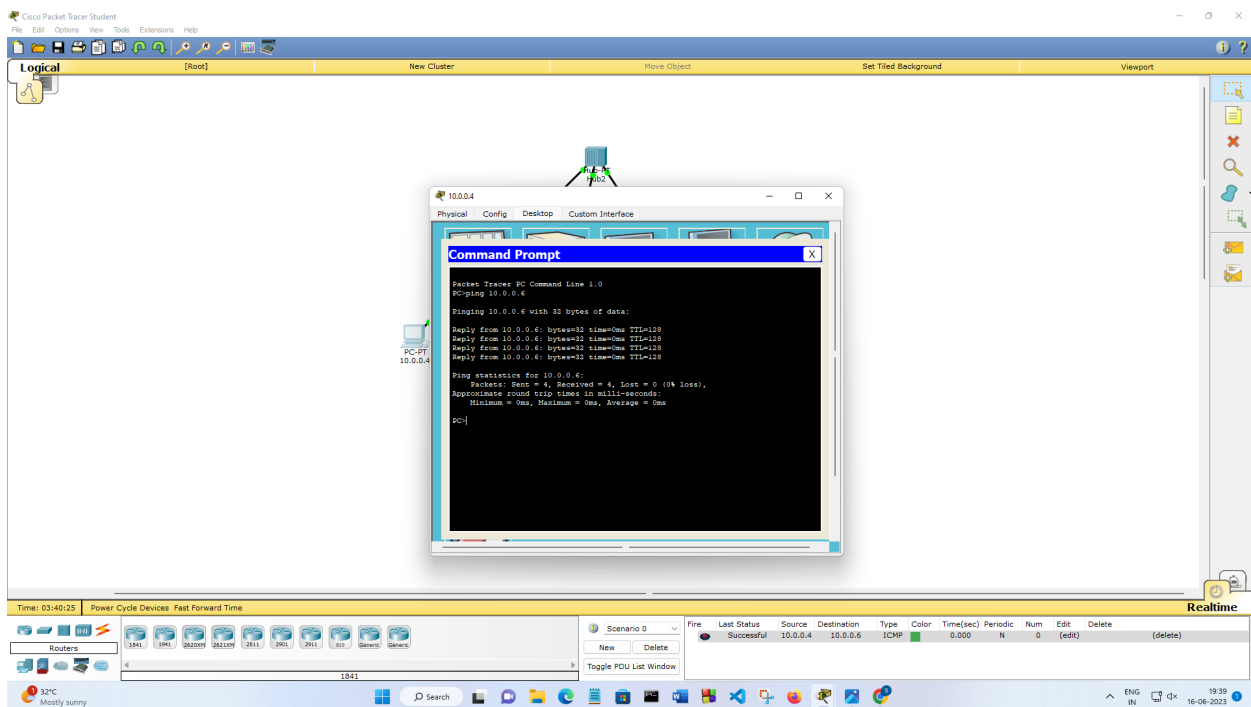 Cisco Packet Tracer Student
File Edit Options View Tools Extensions Help
Logical [Root] New Cluster Move Object Set Tiled Background Viewport
Hub-PT
Hub2
10.0.0.4
Physical Config Desktop Custom Interface
Command Prompt X
Packet Tracer PC Command Line 1.0
PC>ping 10.0.0.6
Pinging 10.0.0.6 with 32 bytes of data:
Reply from 10.0.0.6: bytes=32 time=0ms TTL=128
Reply from 10.0.0.6: bytes=32 time=0ms TTL=128
Reply from 10.0.0.6: bytes=32 time=0ms TTL=128
Reply from 10.0.0.6: bytes=32 time=0ms TTL=128
Ping statistics for 10.0.0.6:
Packets: Sent = 4, Received = 4, Lost = 0 (0% loss),
Approximate round trip times in milli-seconds:
Minimum = 0ms, Maximum = 0ms, Average = 0ms
PC>
PC-PT
10.0.0.4
Time: 03:40:25 Power Cycle Devices Fast Forward Time Realtime
Routers
1841 1941 2620XM 2621XM 2811 2901 2911 819 Generic Generic
1841
Scenario 0
New Delete
Toggle PDU List Window
Fire Last Status Source Destination Type Color Time(sec) Periodic Num Edit Delete
Successful 10.0.0.4 10.0.0.6 ICMP 0.000 N 0 (edit) (delete)
1
32°C
Mostly sunny
Search
ENG
IN
19:39
16-06-2023
1